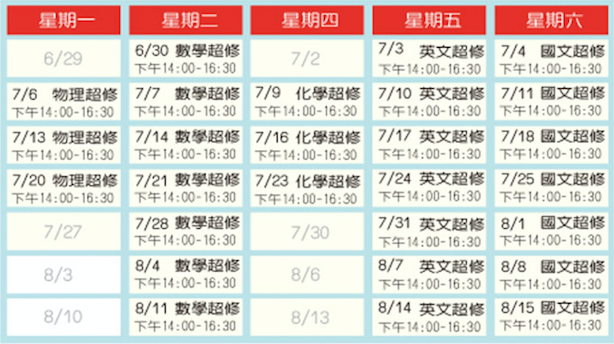 星期一 星期二 星期四 星期五 星期六
6/29 6/30 數學超修 7/2 7/3 英文超修 7/4 國文超修
下午14:00-16:30 下午14:00-16:30 下午14:00-16:30
7/6 物理超修 7/7 數學超修 7/9 化學超修 7/10 英文超修 7/11 國文超修
下午14:00-16:30 下午14:00-16:30 下午14:00-16:30 下午14:00-16:30 下午14:00-16:30
7/13 物理超修 7/14 數學超修 7/16 化學超修 7/17 英文超修 7/18 國文超修
下午14:00-16:30 下午14:00-16:30 下午14:00-16:30 下午14:00-16:30 下午14:00-16:30
7/20 物理超修 7/21 數學超修 7/23 化學超修 7/24 英文超修 7/25 國文超修
下午14:00-16:30 下午14:00-16:30 下午14:00-16:30 下午14:00-16:30 下午14:00-16:30
7/27 7/28 數學超修 7/30 7/31 英文超修 8/1 國文超修
下午14:00-16:30 下午14:00-16:30 下午14:00-16:30
8/3 8/4 數學超修 8/6 8/7 英文超修 8/8 國文超修
下午14:00-16:30 下午14:00-16:30 下午14:00-16:30
8/10 8/11 數學超修 8/13 8/14 英文超修 8/15 國文超修
下午14:00-16:30 下午14:00-16:30 下午14:00-16:30